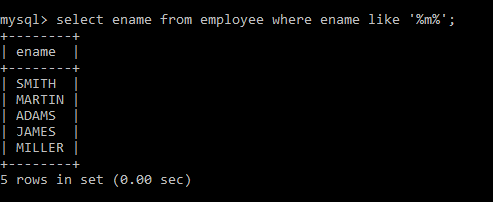 mysql> select ename from employee where ename like '%m%';
+--------+
| ename  |
+--------+
| SMITH  |
| MARTIN |
| ADAMS  |
| JAMES  |
| MILLER |
+--------+
5 rows in set (0.00 sec)